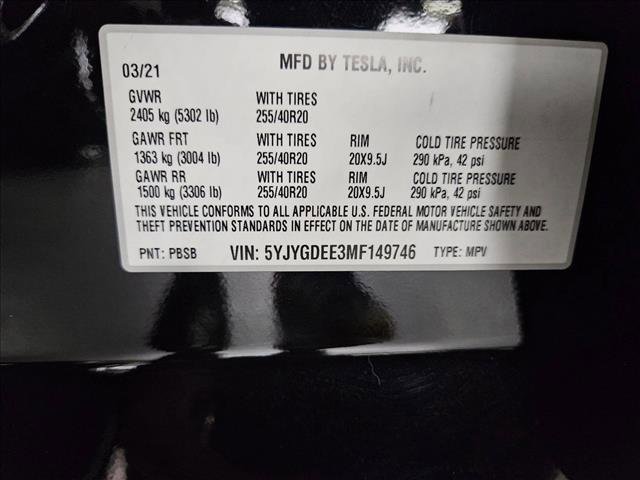 03/21 MFD BY TESLA, INC.
GVWR WITH TIRES
2405 kg (5302 lb) 255/40R20
GAWR FRT WITH TIRES RIM COLD TIRE PRESSURE
1363 kg (3004 lb) 255/40R20 20X9.5J 290 kPa, 42 psi
GAWR RR WITH TIRES RIM COLD TIRE PRESSURE
1500 kg (3306 lb) 255/40R20 20X9.5J 290 kPa, 42 psi
THIS VEHICLE CONFORMS TO ALL APPLICABLE U.S. FEDERAL MOTOR VEHICLE SAFETY AND
THEFT PREVENTION STANDARDS IN EFFECT ON THE DATE OF MANUFACTURE SHOWN ABOVE.
PNT: PBSB VIN: 5YJYGDEE3MF149746 TYPE: MPV